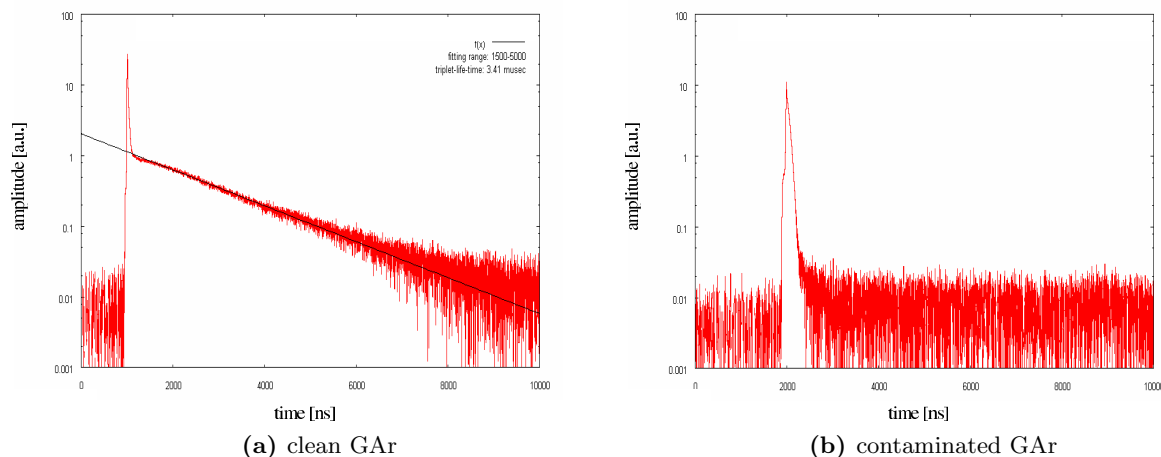 100
10
1
0.1
0.01
0.001
amplitude [a.u.]
f(x)
fitting range: 1500-5000
triplet-life-time: 3.41 musec
0 2000 4000 6000 8000 10000
time [ns]
(a) clean GAr
100
10
1
0.1
0.01
0.001
amplitude [a.u.]
0 2000 4000 6000 8000 10000
time [ns]
(b) contaminated GAr